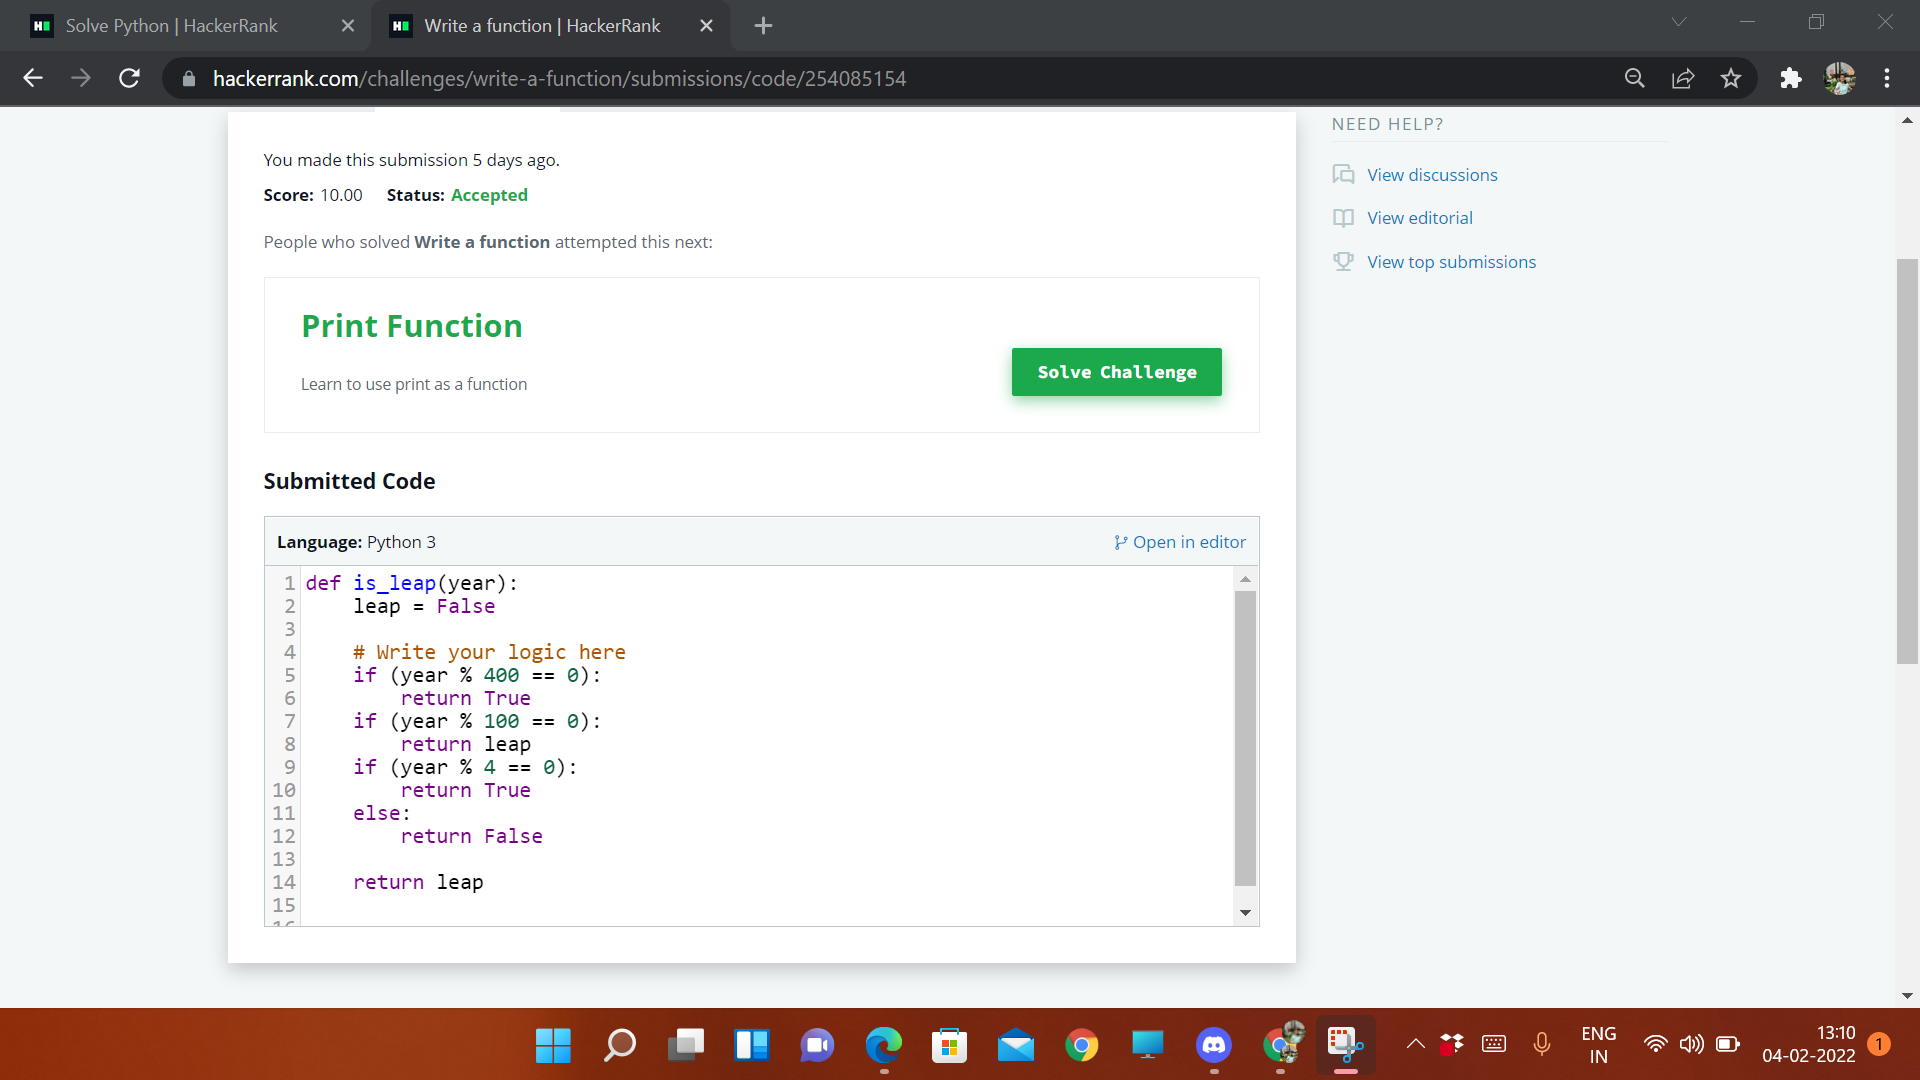 Solve Python | HackerRank
Write a function | HackerRank
hackerrank.com/challenges/write-a-function/submissions/code/254085154
You made this submission 5 days ago.
Score: 10.00 Status: Accepted
People who solved Write a function attempted this next:
Print Function
Learn to use print as a function
Solve Challenge
Submitted Code
Language: Python 3
Open in editor
1 def is_leap(year):
2     leap = False
3
4     # Write your logic here
5     if (year % 400 == 0):
6         return True
7     if (year % 100 == 0):
8         return leap
9     if (year % 4 == 0):
10         return True
11     else:
12         return False
13
14     return leap
15
NEED HELP?
View discussions
View editorial
View top submissions
ENG
IN
13:10
04-02-2022
1